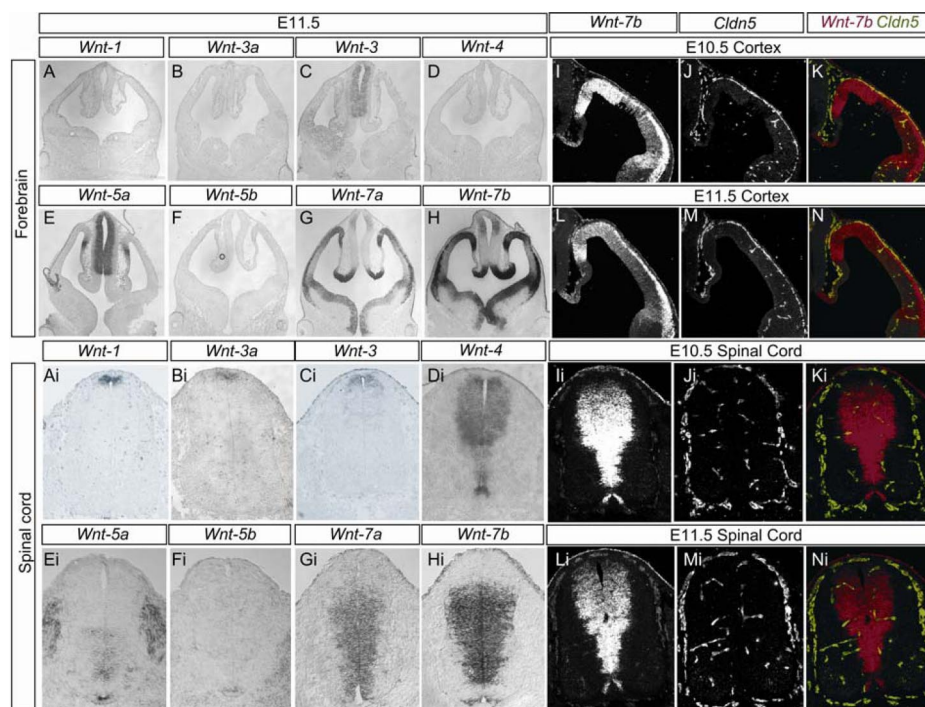 E11.5 Wnt-7b Cldn5 Wnt-7b Cldn5
Wnt-1 Wnt-3a Wnt-3 Wnt-4 E10.5 Cortex
A B C D I J K
Forebrain
Wnt-5a Wnt-5b Wnt-7a Wnt-7b E11.5 Cortex
E F G H L M N
Wnt-1 Wnt-3a Wnt-3 Wnt-4 E10.5 Spinal Cord
Ai Bi Ci Di Ii Ji Ki
Spinal cord
Wnt-5a Wnt-5b Wnt-7a Wnt-7b E11.5 Spinal Cord
Ei Fi Gi Hi Li Mi Ni